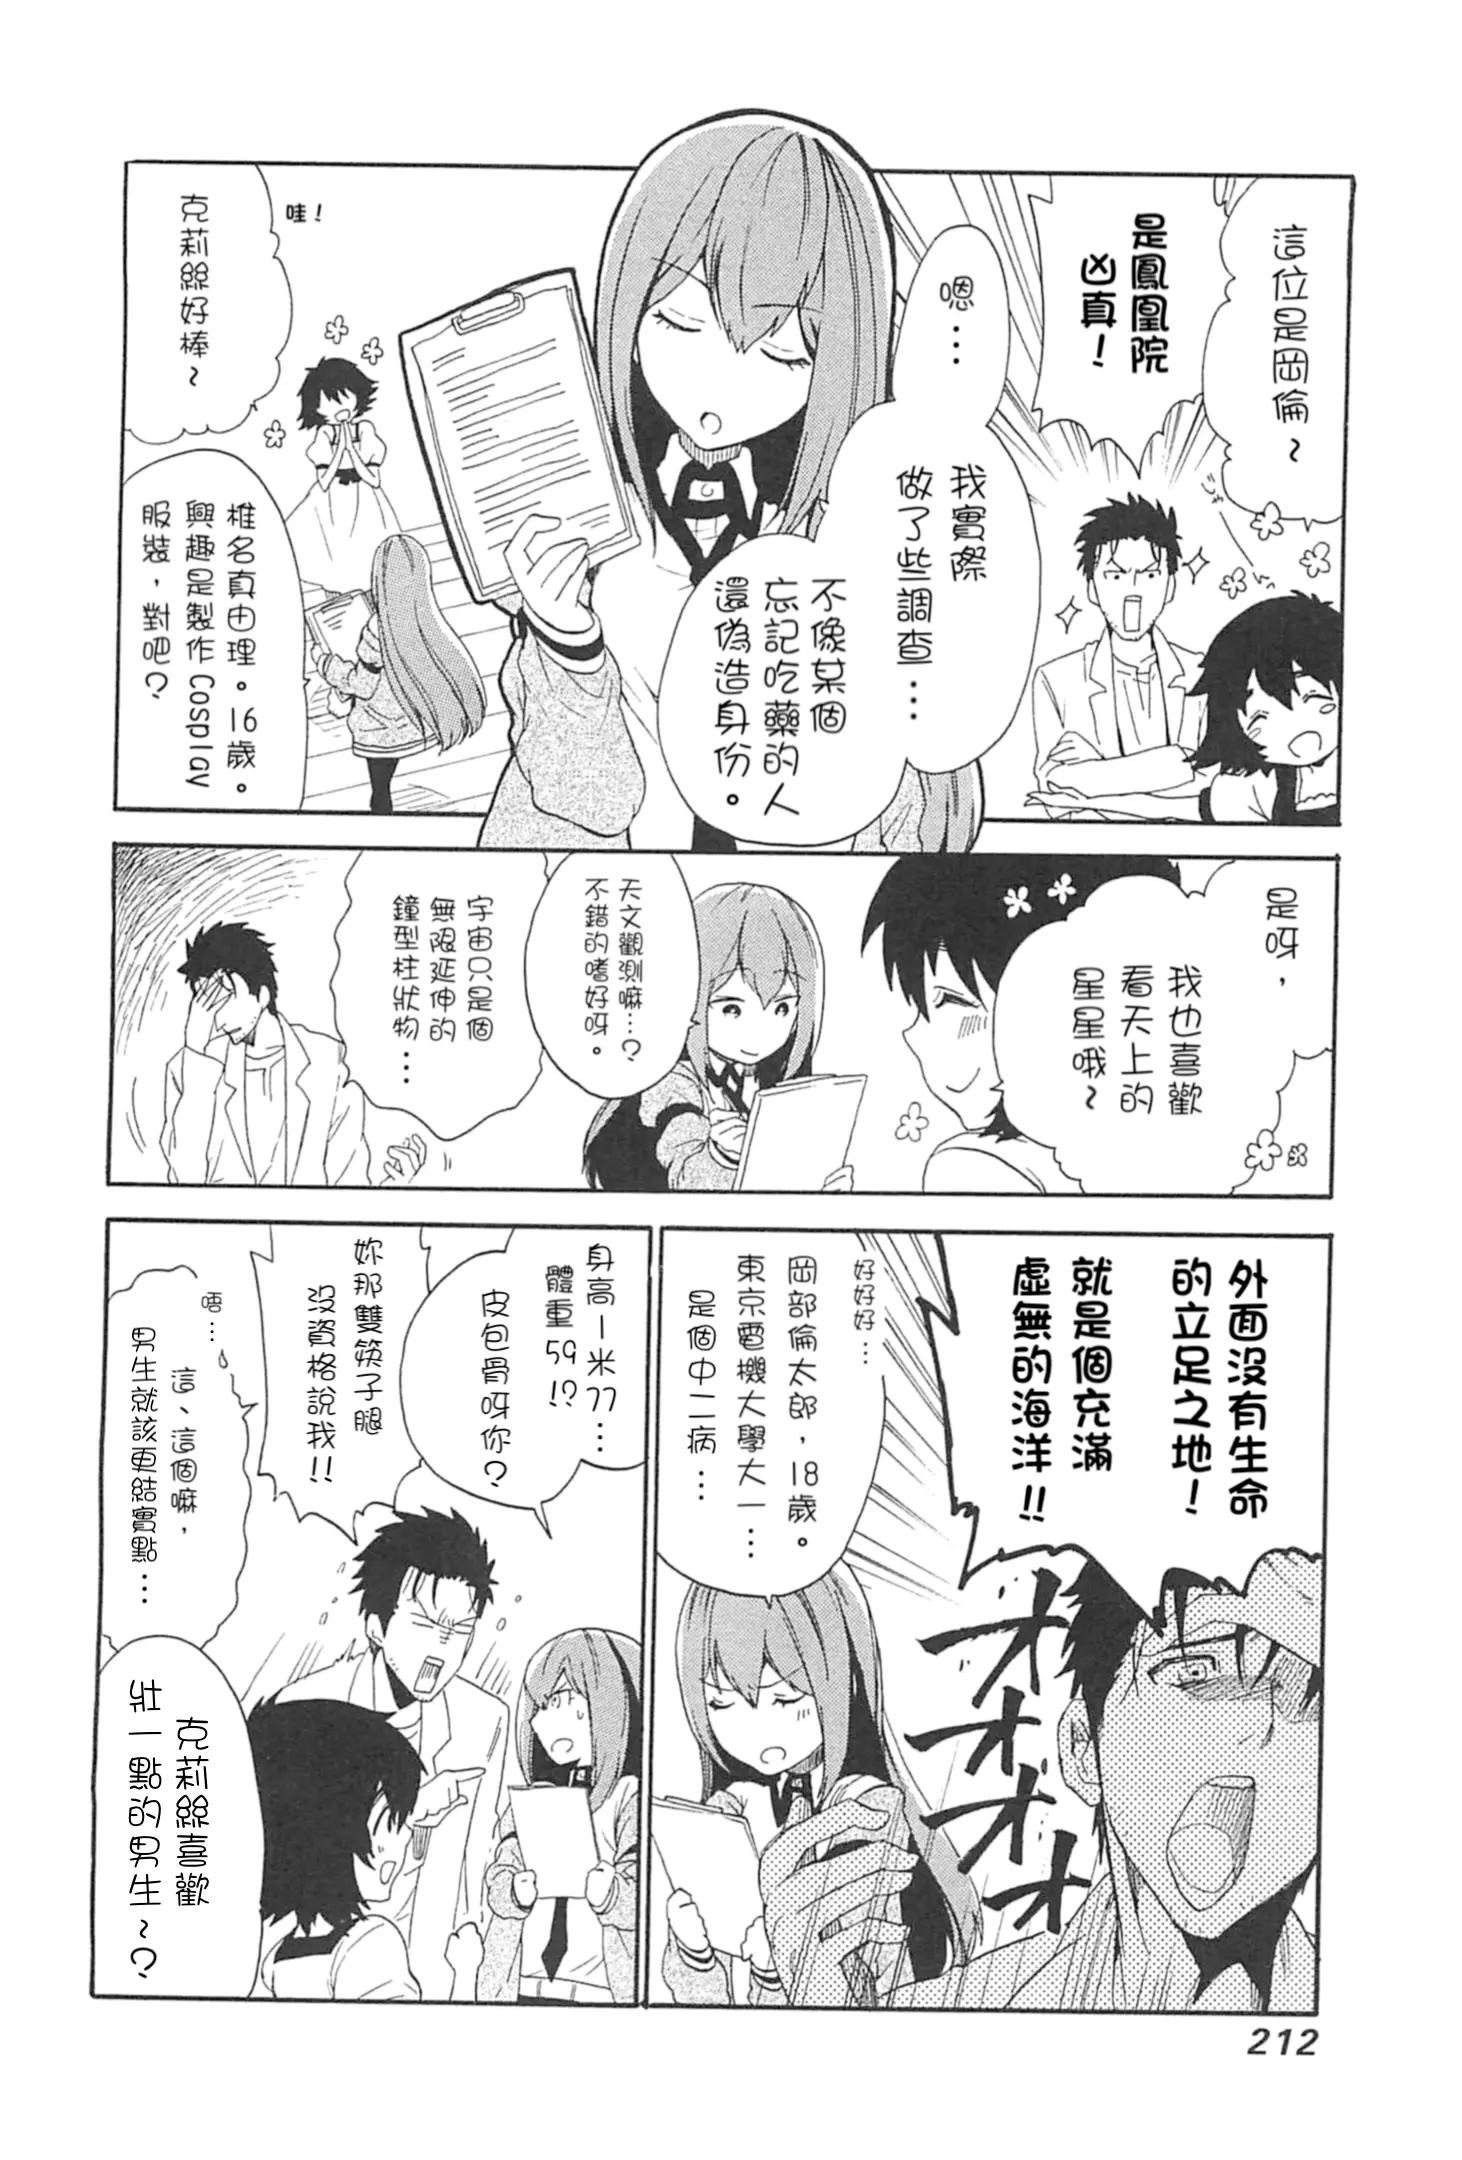 這位是岡倫~
是鳳凰院
凶真！
嗯…
我實際
做了些調查…
不像某個
忘記吃藥的人
還偽造身份。
哇！
克莉絲好棒~
椎名真由理。16歲。
興趣是製作Cosplay
服裝，對吧？
是呀，
我也喜歡
看天上的
星星哦~
天文觀測嘛…？
不錯的嗜好呀。
宇宙只是個
無限延伸的
鐘型柱狀物…
外面沒有生命
的立足之地！
就是個充滿
虛無的海洋!!
オオオオ
好好好…
岡部倫太郎，18歲。
東京電機大學大一…
是個中二病…
身高一米77…
體重59!?
皮包骨呀你？
妳那雙筷子腿
沒資格說我!!
唔…
這、這個嘛，
男生就該更結實點…
克莉絲喜歡
壯一點的男生~？
212